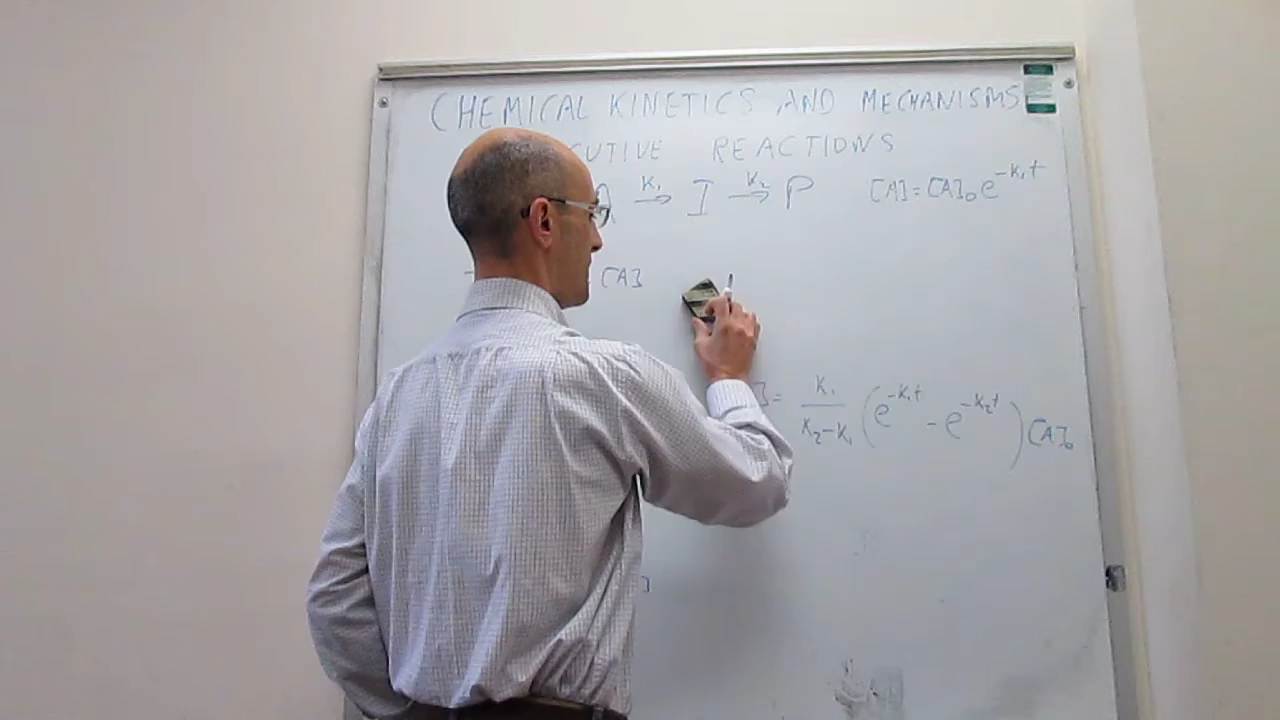 CHEMICAL KINETICS AND MECHANISMS
CUTIVE REACTIONS
A K₁→ I K₂→ P [A]=[A]₀e^-K₁t
[A]
]= K₁/(K₂-K₁) (e^-K₁t - e^-K₂t)[A]₀
]